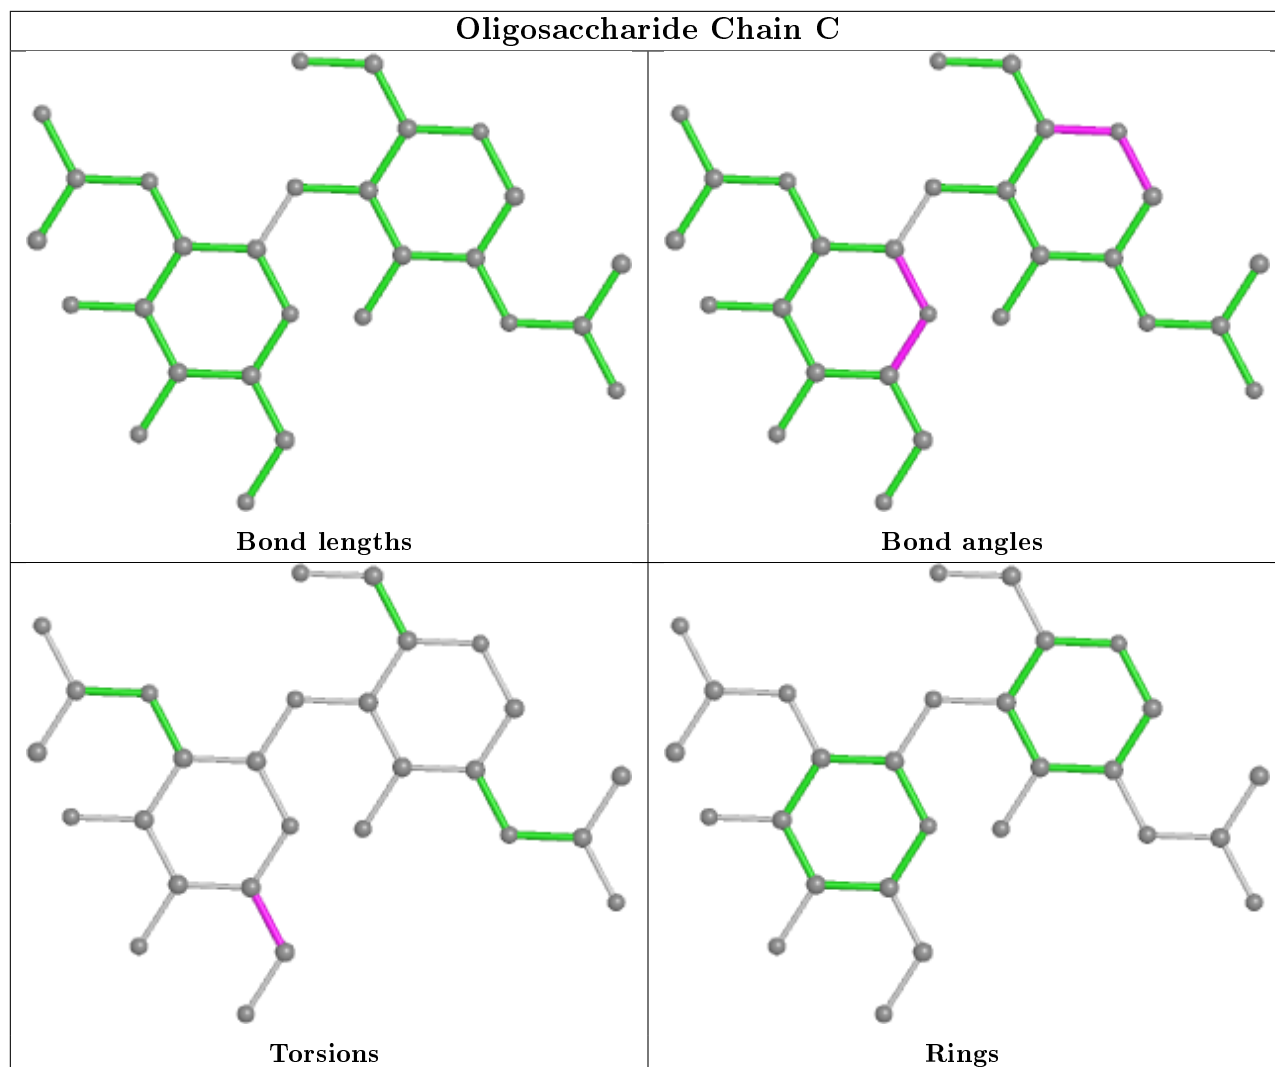 Oligosaccharide Chain C
Bond lengths
Bond angles
Torsions
Rings